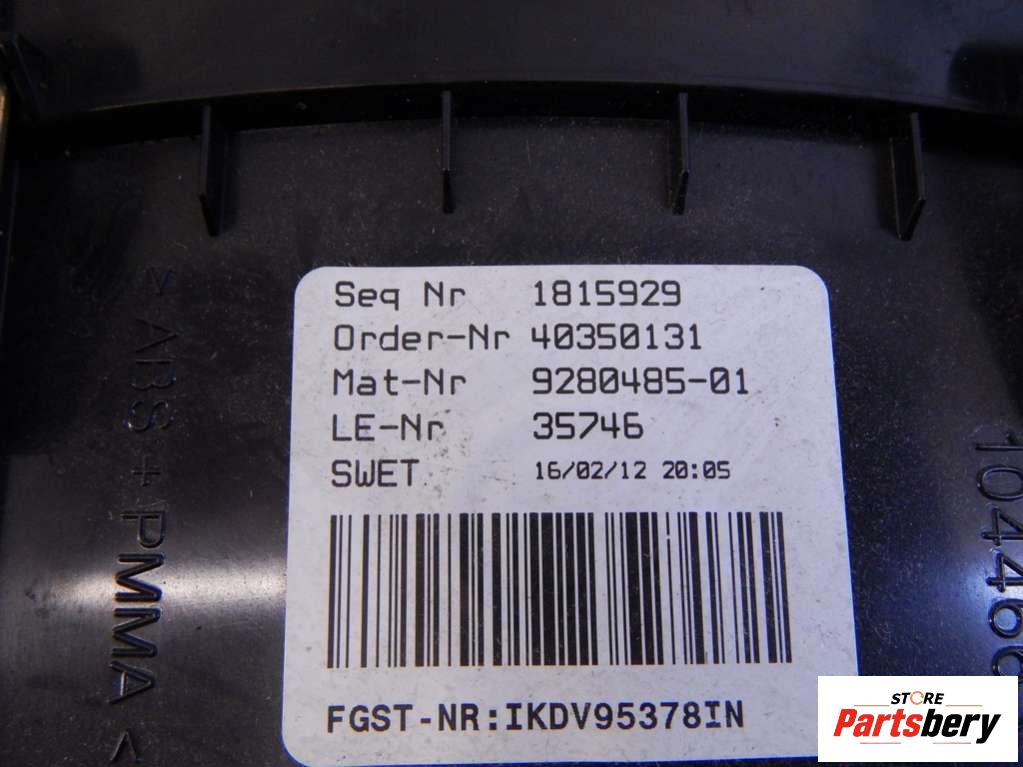 Seq Nr 1815929
Order-Nr 40350131
Mat-Nr 9280485-01
LE-Nr 35746
SWET 16/02/12 20:05
FGST-NR:IKDV95378IN
>ABS+PMMA<
STORE
Partsbery